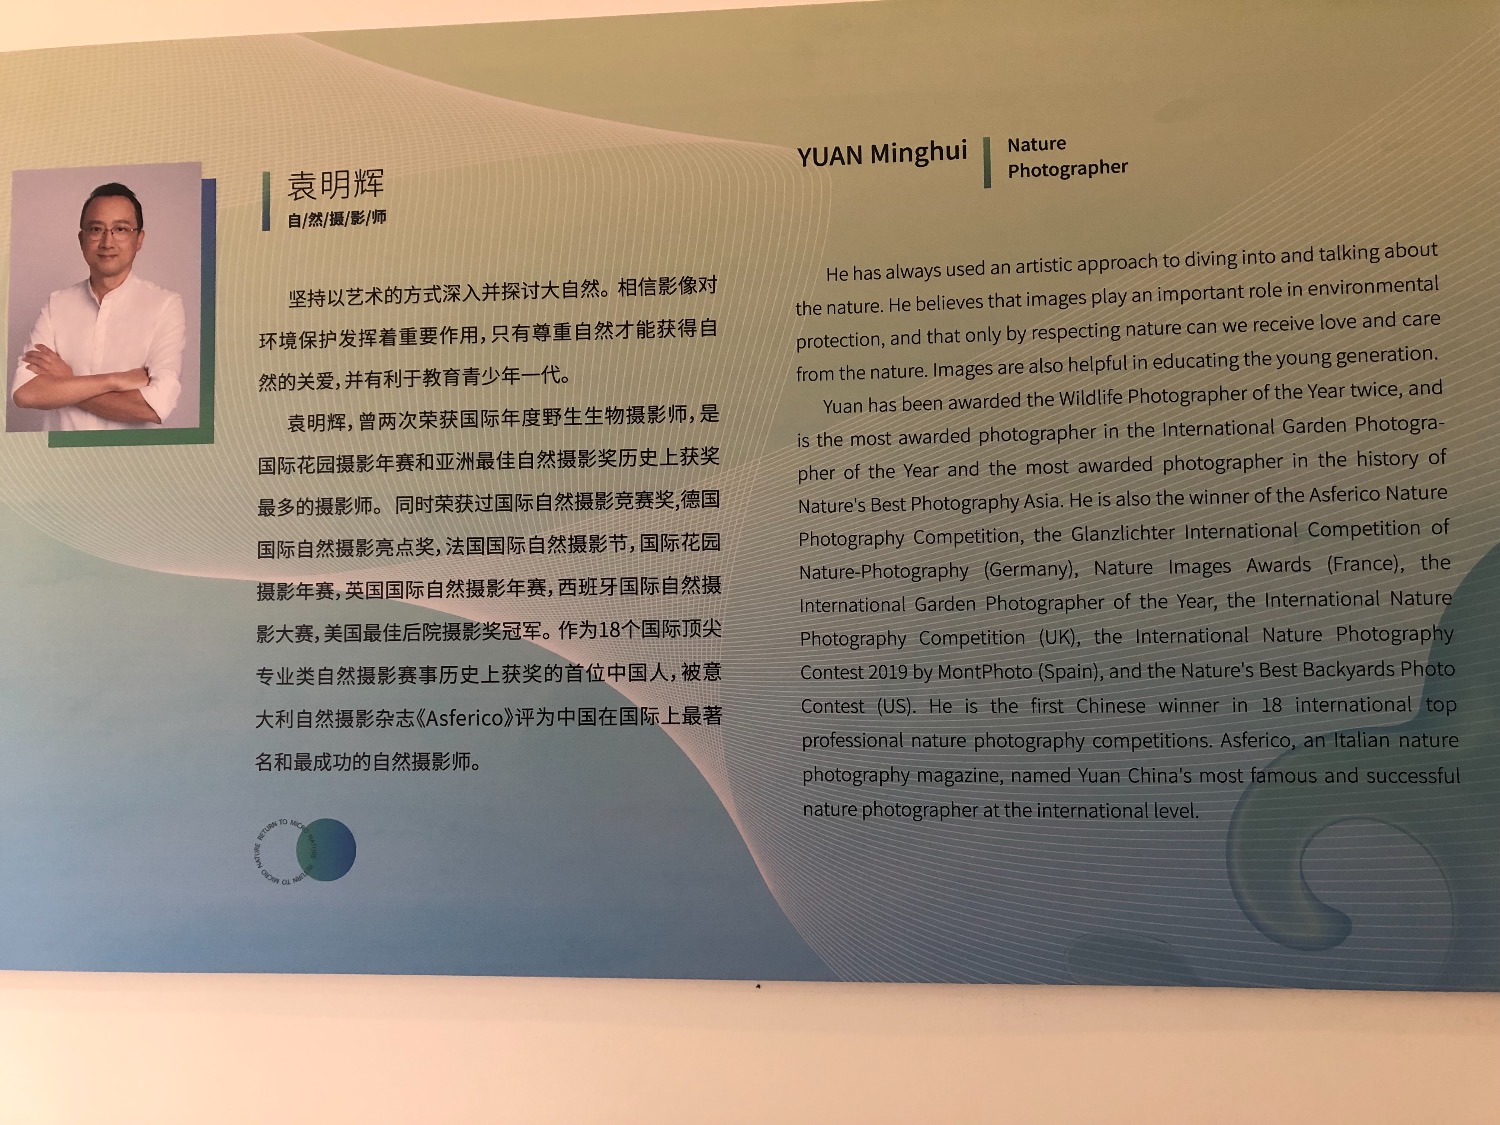 袁明辉
自/然/摄/影/师
坚持以艺术的方式深入并探讨大自然。相信影像对
环境保护发挥着重要作用,只有尊重自然才能获得自
然的关爱,并有利于教育青少年一代。
袁明辉,曾两次荣获国际年度野生生物摄影师,是
国际花园摄影年赛和亚洲最佳自然摄影奖历史上获奖
最多的摄影师。同时荣获过国际自然摄影竞赛奖,德国
国际自然摄影亮点奖,法国国际自然摄影节,国际花园
摄影年赛,英国国际自然摄影年赛,西班牙国际自然摄
影大赛,美国最佳后院摄影奖冠军。作为18个国际顶尖
专业类自然摄影赛事历史上获奖的首位中国人,被意
大利自然摄影杂志《Asferico》评为中国在国际上最著
名和最成功的自然摄影师。
RETURN TO MICRO NATURE RETURN TO MICRO NATURE
YUAN Minghui
Nature
Photographer
He has always used an artistic approach to diving into and talking about
the nature. He believes that images play an important role in environmental
protection, and that only by respecting nature can we receive love and care
from the nature. Images are also helpful in educating the young generation.
Yuan has been awarded the Wildlife Photographer of the Year twice, and
is the most awarded photographer in the International Garden Photogra-
pher of the Year and the most awarded photographer in the history of
Nature's Best Photography Asia. He is also the winner of the Asferico Nature
Photography Competition, the Glanzlichter International Competition of
Nature-Photography (Germany), Nature Images Awards (France), the
International Garden Photographer of the Year, the International Nature
Photography Competition (UK), the International Nature Photography
Contest 2019 by MontPhoto (Spain), and the Nature's Best Backyards Photo
Contest (US). He is the first Chinese winner in 18 international top
professional nature photography competitions. Asferico, an Italian nature
photography magazine, named Yuan China's most famous and successful
nature photographer at the international level.